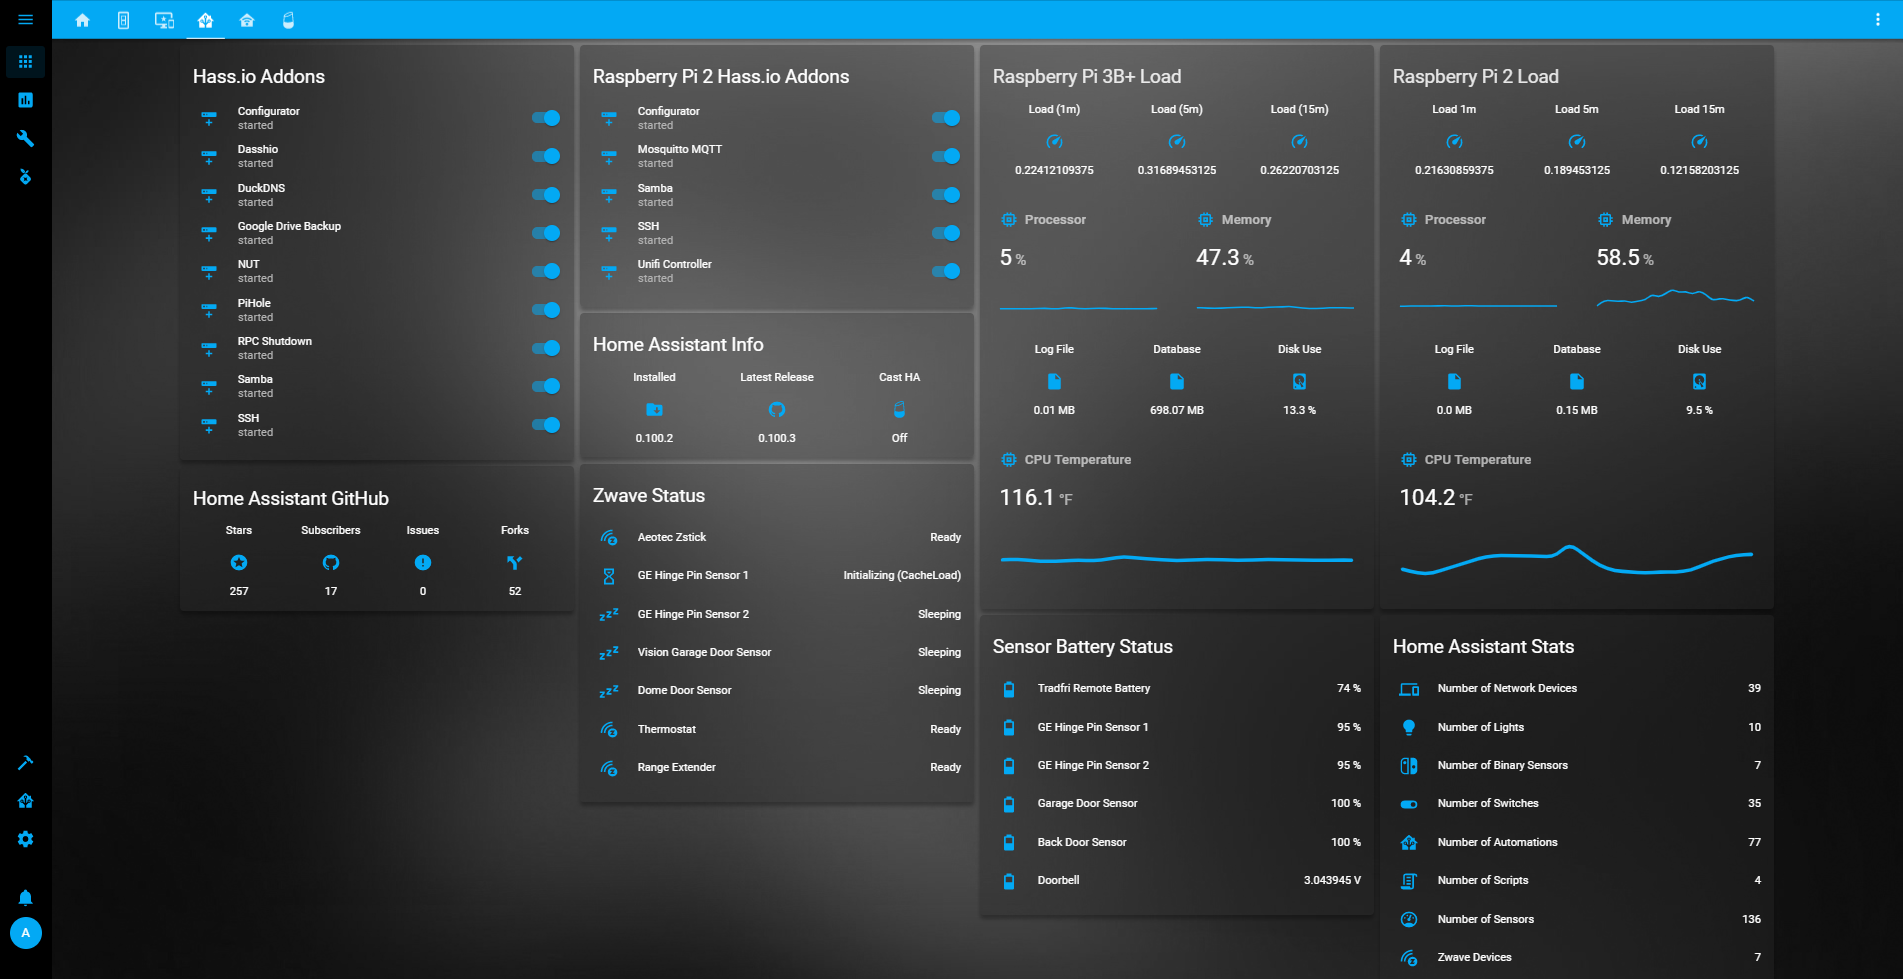 Hass.io Addons
Configurator
started
Dasshio
started
DuckDNS
started
Google Drive Backup
started
NUT
started
PiHole
started
RPC Shutdown
started
Samba
started
SSH
started
Home Assistant GitHub
Stars Subscribers Issues Forks
257 17 0 52
Raspberry Pi 2 Hass.io Addons
Configurator
started
Mosquitto MQTT
started
Samba
started
SSH
started
Unifi Controller
started
Home Assistant Info
Installed Latest Release Cast HA
0.100.2 0.100.3 Off
Zwave Status
Aeotec Zstick Ready
GE Hinge Pin Sensor 1 Initializing (CacheLoad)
GE Hinge Pin Sensor 2 Sleeping
Vision Garage Door Sensor Sleeping
Dome Door Sensor Sleeping
Thermostat Ready
Range Extender Ready
Raspberry Pi 3B+ Load
Load (1m) Load (5m) Load (15m)
0.22412109375 0.31689453125 0.26220703125
Processor Memory
5 % 47.3 %
Log File Database Disk Use
0.01 MB 698.07 MB 13.3 %
CPU Temperature
116.1 °F
Sensor Battery Status
Tradfri Remote Battery 74 %
GE Hinge Pin Sensor 1 95 %
GE Hinge Pin Sensor 2 95 %
Garage Door Sensor 100 %
Back Door Sensor 100 %
Doorbell 3.043945 V
Raspberry Pi 2 Load
Load 1m Load 5m Load 15m
0.21630859375 0.189453125 0.12158203125
Processor Memory
4 % 58.5 %
Log File Database Disk Use
0.0 MB 0.15 MB 9.5 %
CPU Temperature
104.2 °F
Home Assistant Stats
Number of Network Devices 39
Number of Lights 10
Number of Binary Sensors 7
Number of Switches 35
Number of Automations 77
Number of Scripts 4
Number of Sensors 136
Zwave Devices 7
A